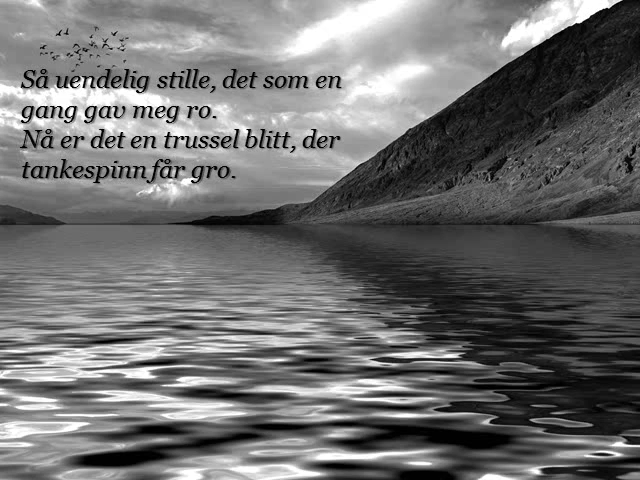 Så uendelig stille, det som en
gang gav meg ro.
Nå er det en trussel blitt, der
tankespinn får gro.